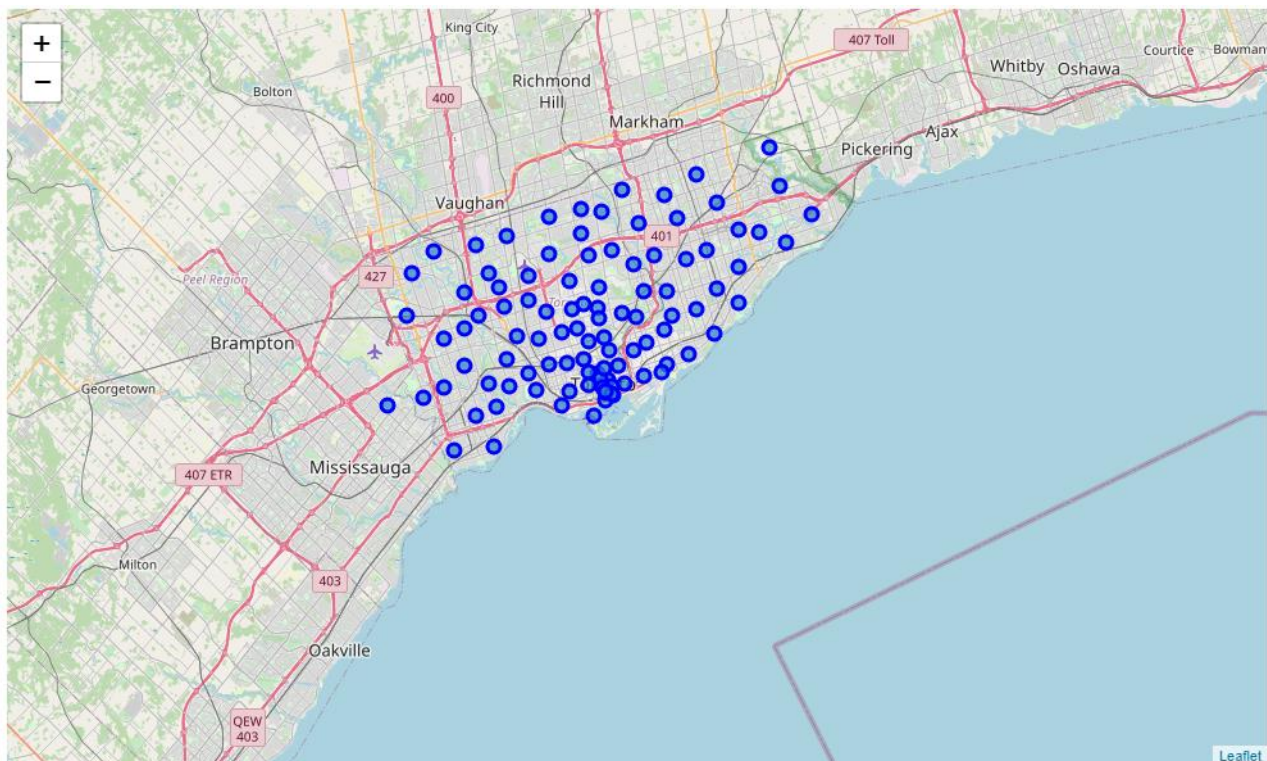 +
−
King City
407 Toll
Courtice
Bowman
Whitby
Oshawa
Bolton
400
Richmond
Hill
Markham
Ajax
Pickering
Vaughan
401
427
Peel Region
Brampton
Georgetown
Mississauga
407 ETR
Milton
403
Oakville
QEW
403
Leaflet